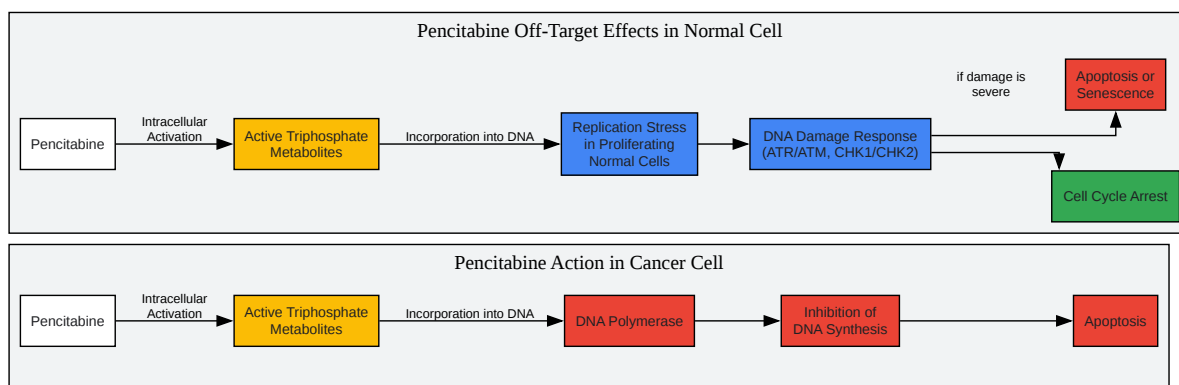 Pencitabine Off-Target Effects in Normal Cell
if damage is
severe
Apoptosis or
Senescence
Pencitabine
Intracellular
Activation
Active Triphosphate
Metabolites
Incorporation into DNA
Replication Stress
in Proliferating
Normal Cells
DNA Damage Response
(ATR/ATM, CHK1/CHK2)
Cell Cycle Arrest
Pencitabine Action in Cancer Cell
Pencitabine
Intracellular
Activation
Active Triphosphate
Metabolites
Incorporation into DNA
DNA Polymerase
Inhibition of
DNA Synthesis
Apoptosis